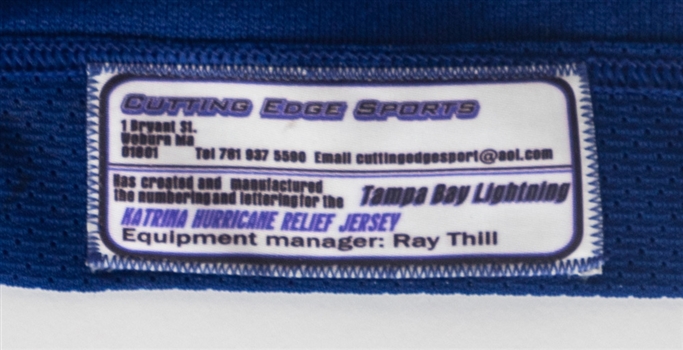 CUTTING EDGE SPORTS
1 Bryant St.
Woburn Ma
01801 Tel 781 937 5590 Email cuttingedgesport@aol.com
Has created and manufactured
the numbering and lettering for the Tampa Bay Lightning
KATRINA HURRICANE RELIEF JERSEY
Equipment manager: Ray Thill